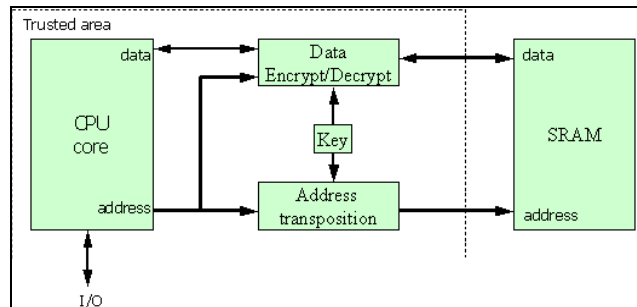 Trusted area
data
CPU
core
address
I/O
Data
Encrypt/Decrypt
Key
Address
transposition
data
SRAM
address